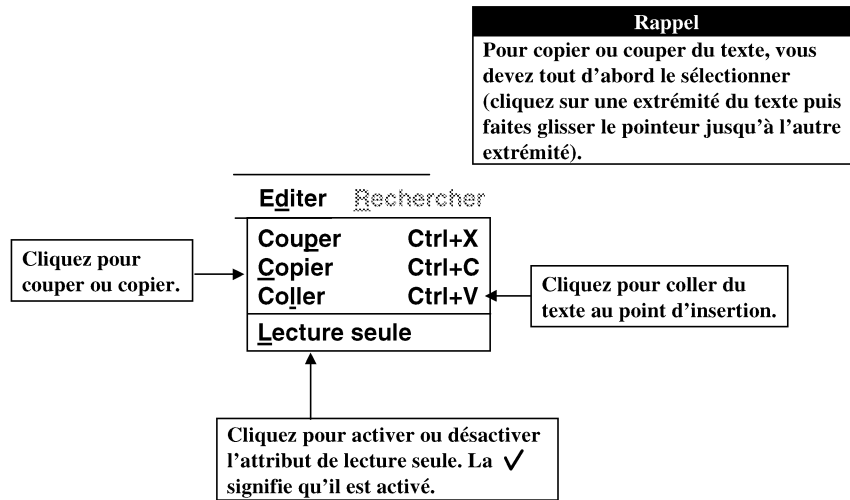 Rappel
Pour copier ou couper du texte, vous
devez tout d'abord le sélectionner
(cliquez sur une extrémité du texte puis
faites glisser le pointeur jusqu'à l'autre
extrémité).
Editer Rechercher
Couper Ctrl+X
Copier Ctrl+C
Coller Ctrl+V
Lecture seule
Cliquez pour
couper ou copier.
Cliquez pour coller du
texte au point d'insertion.
Cliquez pour activer ou désactiver
l'attribut de lecture seule. La ✓
signifie qu'il est activé.